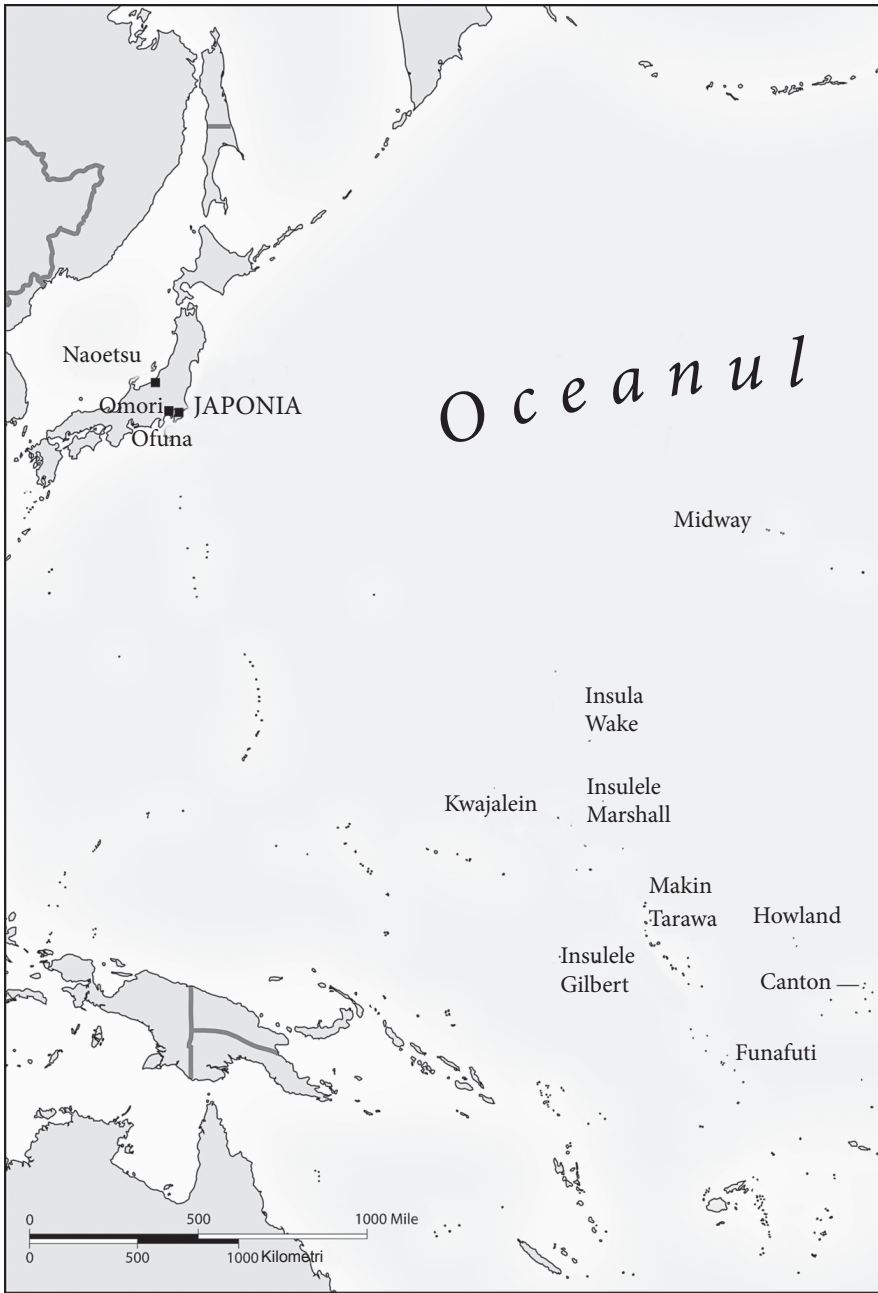 Naoetsu
Omori
JAPONIA
Ofuna
Oceanul
Midway
Insula
Wake
Kwajalein
Insulele
Marshall
Makin
Tarawa
Howland
Insulele
Gilbert
Canton
Funafuti
0 500 1000 Mile
0 500 1000 Kilometri